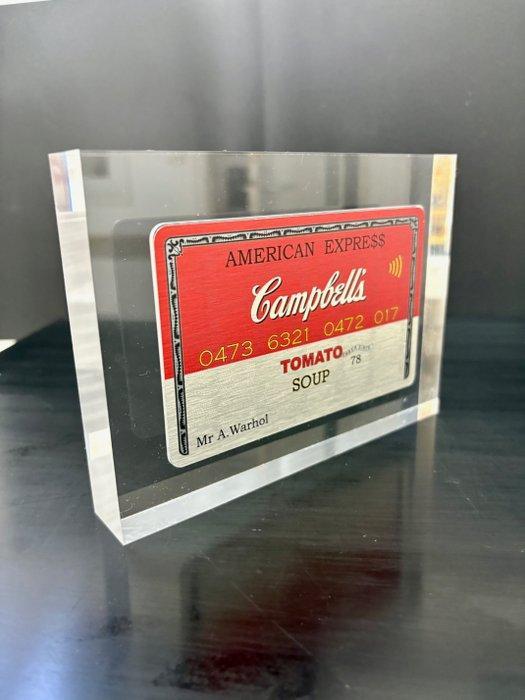 AMERICAN EXPRE$$
Campbell's
0473 6321 0472 017
TOMATO
78
SOUP
Mr A.Warhol